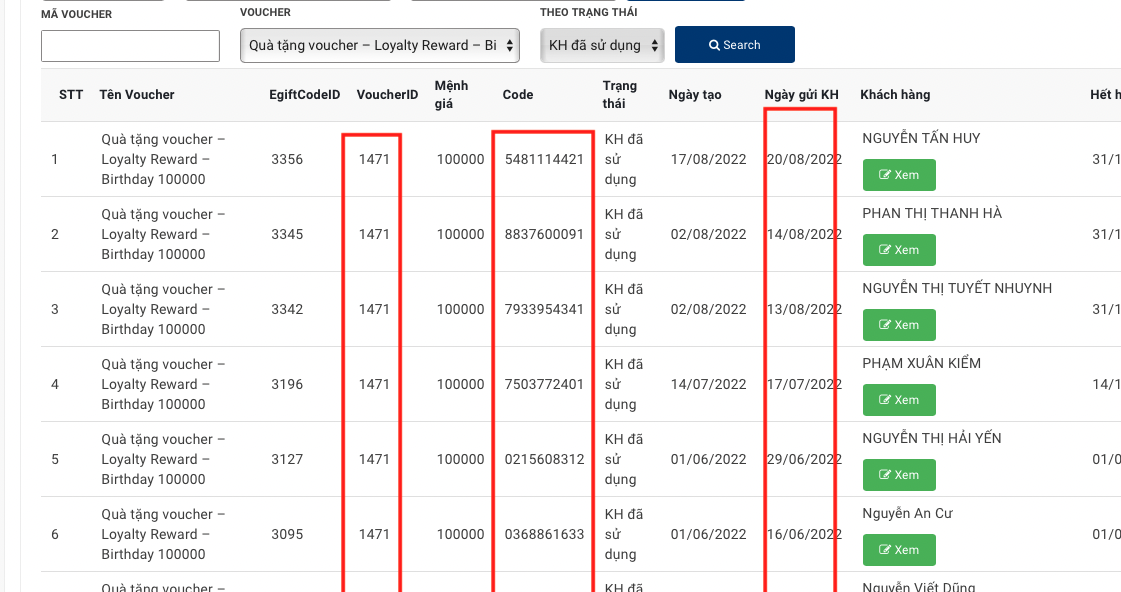 MÃ VOUCHER
VOUCHER
THEO TRẠNG THÁI
Quà tặng voucher – Loyalty Reward – Bi
KH đã sử dụng
Search
STT Tên Voucher EgiftCodeID VoucherID Mệnh giá Code Trạng thái Ngày tạo Ngày gửi KH Khách hàng Hết h
1 Quà tặng voucher – Loyalty Reward – Birthday 100000 3356 1471 100000 5481114421 KH đã sử dụng 17/08/2022 20/08/2022 NGUYỄN TẤN HUY 31/1
Xem
2 Quà tặng voucher – Loyalty Reward – Birthday 100000 3345 1471 100000 8837600091 KH đã sử dụng 02/08/2022 14/08/2022 PHAN THỊ THANH HÀ 31/1
Xem
3 Quà tặng voucher – Loyalty Reward – Birthday 100000 3342 1471 100000 7933954341 KH đã sử dụng 02/08/2022 13/08/2022 NGUYỄN THỊ TUYẾT NHUYNH 31/1
Xem
4 Quà tặng voucher – Loyalty Reward – Birthday 100000 3196 1471 100000 7503772401 KH đã sử dụng 14/07/2022 17/07/2022 PHẠM XUÂN KIỂM 14/1
Xem
5 Quà tặng voucher – Loyalty Reward – Birthday 100000 3127 1471 100000 0215608312 KH đã sử dụng 01/06/2022 29/06/2022 NGUYỄN THỊ HẢI YẾN 01/0
Xem
6 Quà tặng voucher – Loyalty Reward – Birthday 100000 3095 1471 100000 0368861633 KH đã sử dụng 01/06/2022 16/06/2022 Nguyễn An Cư 01/0
Xem
Quà tặng voucher – KH đã Nguyễn Viết Dũng